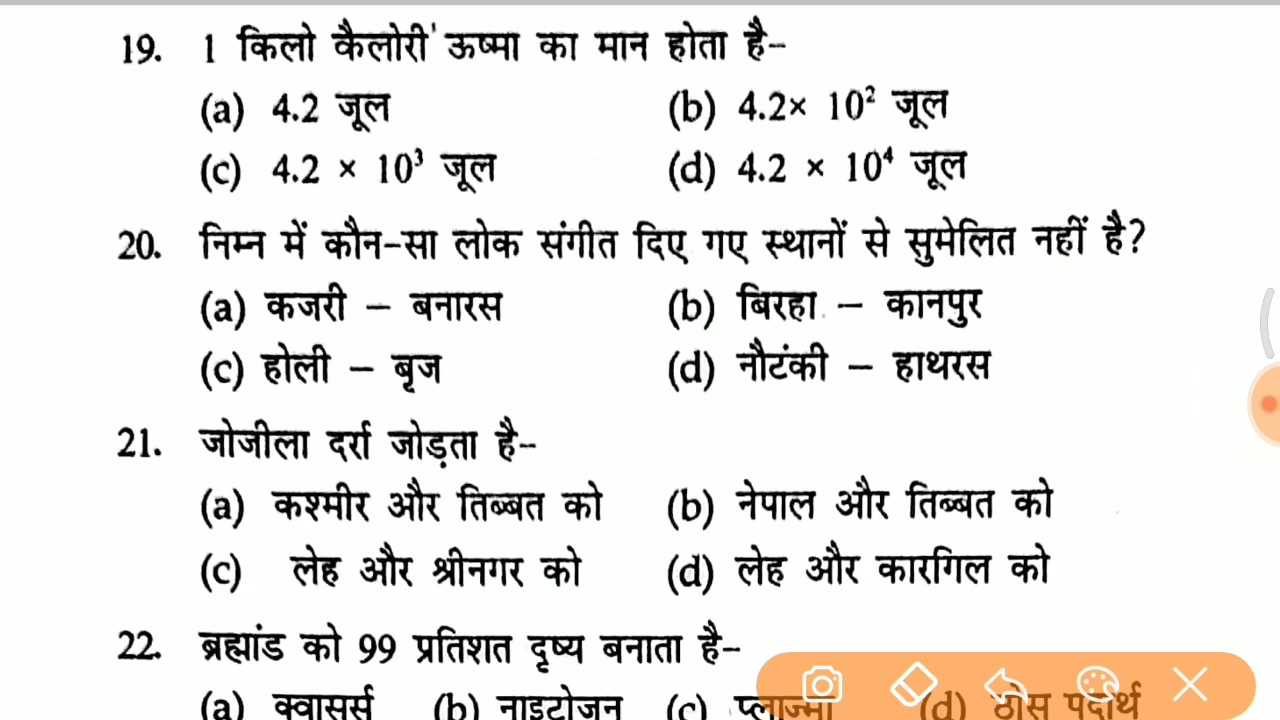 19. 1 किलो कैलोरी' ऊष्मा का मान होता है-
(a) 4.2 जूल (b) 4.2× 10² जूल
(c) 4.2 × 10³ जूल (d) 4.2 × 10⁴ जूल
20. निम्न में कौन-सा लोक संगीत दिए गए स्थानों से सुमेलित नहीं है?
(a) कजरी – बनारस (b) बिरहा – कानपुर
(c) होली – बृज (d) नौटंकी – हाथरस
21. जोजीला दर्रा जोड़ता है-
(a) कश्मीर और तिब्बत को (b) नेपाल और तिब्बत को
(c) लेह और श्रीनगर को (d) लेह और कारगिल को
22. ब्रह्मांड को 99 प्रतिशत दृष्य बनाता है-
(a) क्वासर्स (b) नाइट्रोजन (c) प्लाज्मा (d) ठोस पदार्थ